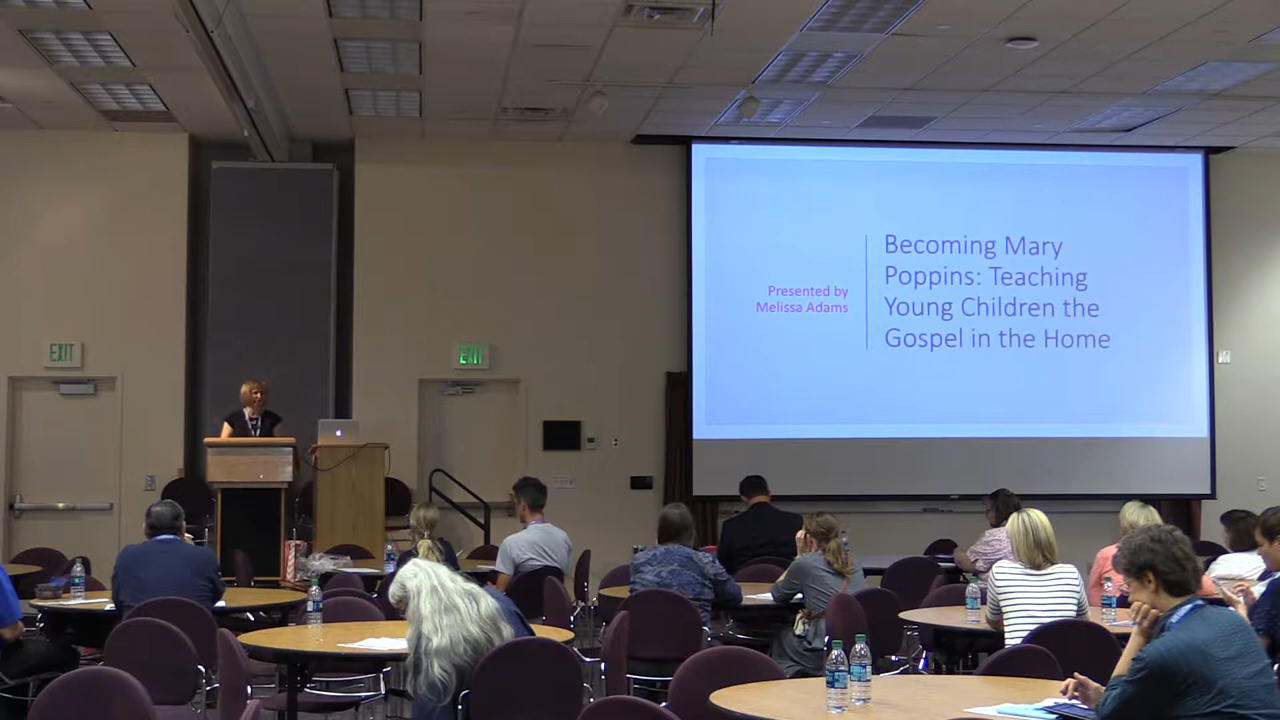 EXIT
EXIT
Presented by
Melissa Adams
Becoming Mary
Poppins: Teaching
Young Children the
Gospel in the Home